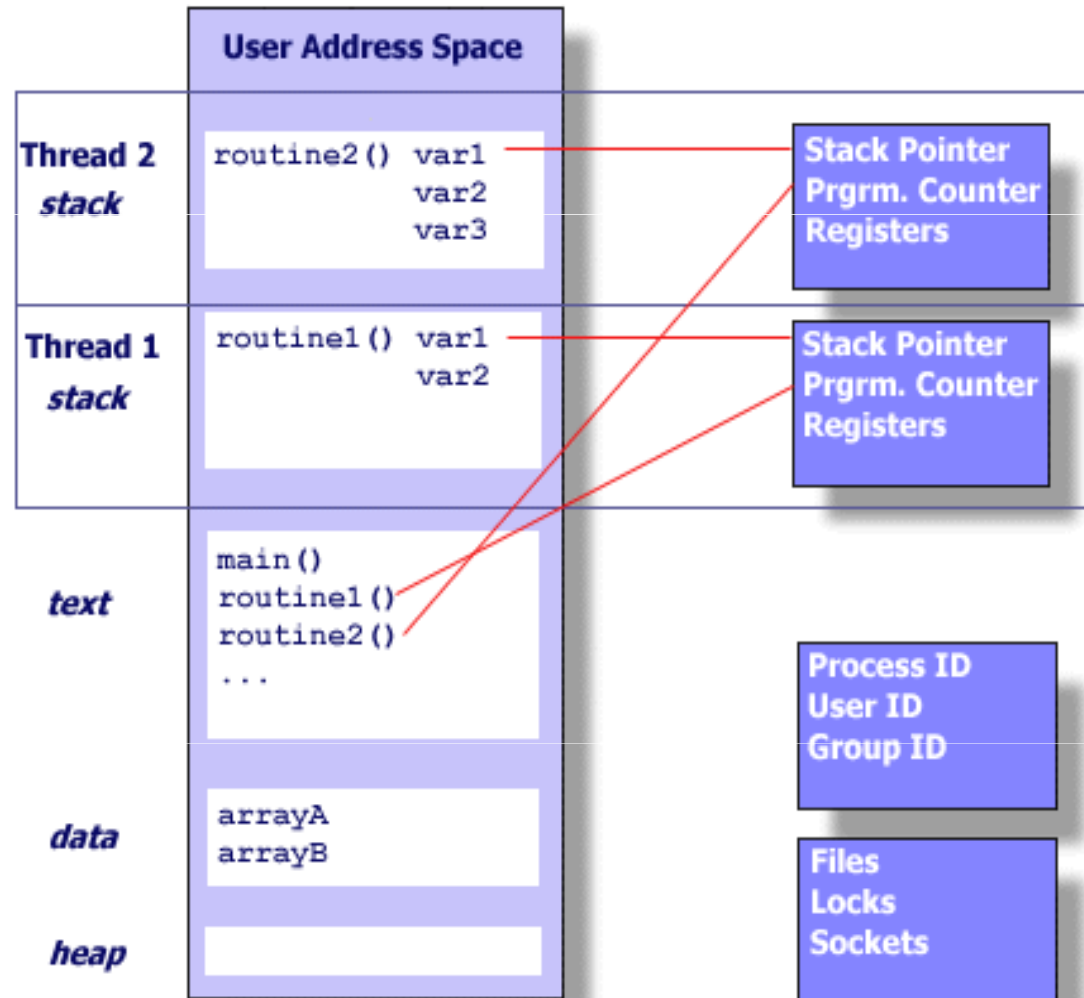 User Address Space
Thread 2
stack
routine2() var1
var2
var3
Stack Pointer
Prgrm. Counter
Registers
Thread 1
stack
routine1() var1
var2
Stack Pointer
Prgrm. Counter
Registers
text
main()
routine1()
routine2()
...
Process ID
User ID
Group ID
data
arrayA
arrayB
Files
Locks
Sockets
heap